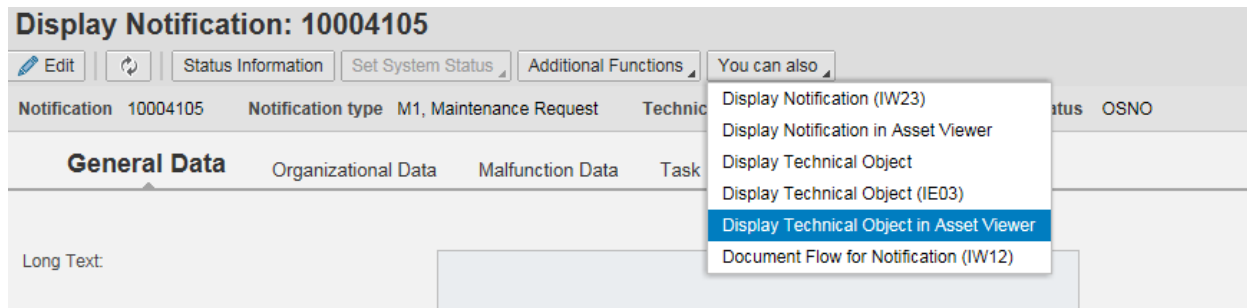 Display Notification: 10004105
Edit Status Information Set System Status Additional Functions You can also
Notification 10004105 Notification type M1, Maintenance Request Technic atus OSNO
Display Notification (IW23)
Display Notification in Asset Viewer
Display Technical Object
Display Technical Object (IE03)
Display Technical Object in Asset Viewer
Document Flow for Notification (IW12)
General Data Organizational Data Malfunction Data Task
Long Text: